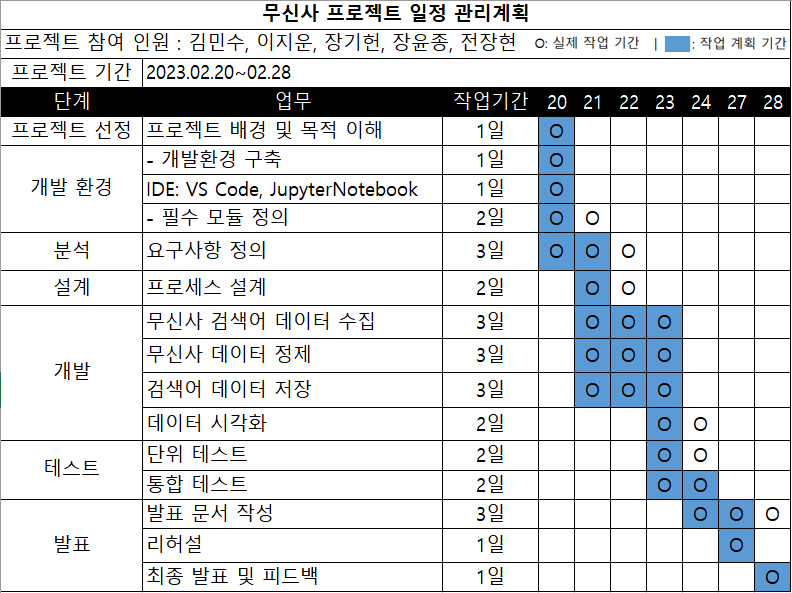 무신사 프로젝트 일정 관리계획
프로젝트 참여 인원 : 김민수, 이지운, 장기헌, 장윤종, 전장현 O: 실제 작업 기간 | : 작업 계획 기간
프로젝트 기간 2023.02.20~02.28
단계 업무 작업기간 20 21 22 23 24 27 28
프로젝트 선정 프로젝트 배경 및 목적 이해 1일 O
개발 환경 - 개발환경 구축 1일 O
IDE: VS Code, JupyterNotebook 1일 O
- 필수 모듈 정의 2일 O O
분석 요구사항 정의 3일 O O O
설계 프로세스 설계 2일 O O
개발 무신사 검색어 데이터 수집 3일 O O O
무신사 데이터 정제 3일 O O O
검색어 데이터 저장 3일 O O O
데이터 시각화 2일 O O
테스트 단위 테스트 2일 O O
통합 테스트 2일 O O
발표 발표 문서 작성 3일 O O O
리허설 1일 O
최종 발표 및 피드백 1일 O